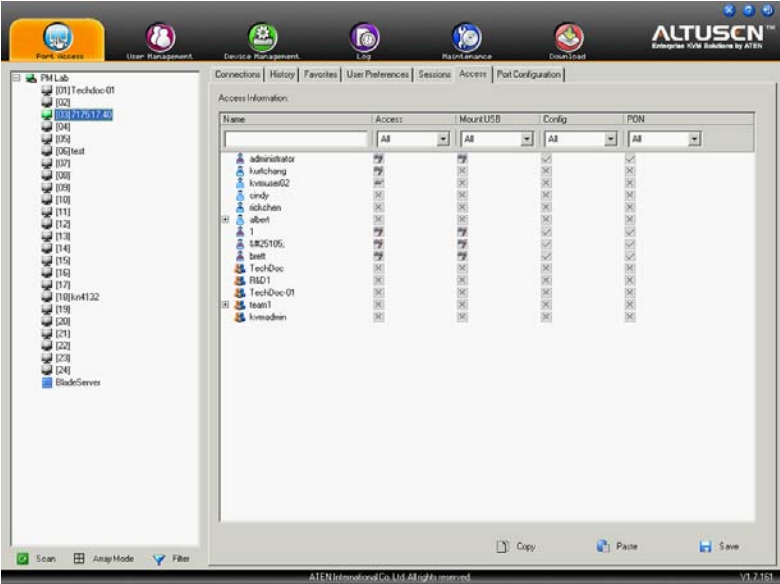 ALTUSEN™
Enterprise KVM Solutions by ATEN
Port Access
User Management
Device Management
Log
Maintenance
Download
PM Lab
[01]Techdoc-01
[02]
[03]717517.40
[04]
[05]
[06]test
[07]
[08]
[09]
[10]
[11]
[12]
[13]
[14]
[15]
[16]
[17]
[18]kn4132
[19]
[20]
[21]
[22]
[23]
[24]
BladeServer
Scan Array Mode Filter
Connections History Favorites User Preferences Sessions Access Port Configuration
Access Information:
Name Access Mount USB Config PON
All All All All
administrator
kurtchang
kvmuser02
cindy
rickchen
albert
1
&#25105;
brett
TechDoc
R&D1
TechDoc-01
team1
kvmadmin
Copy Paste Save
ATEN International Co. Ltd. All rights reserved.
V1.7.161